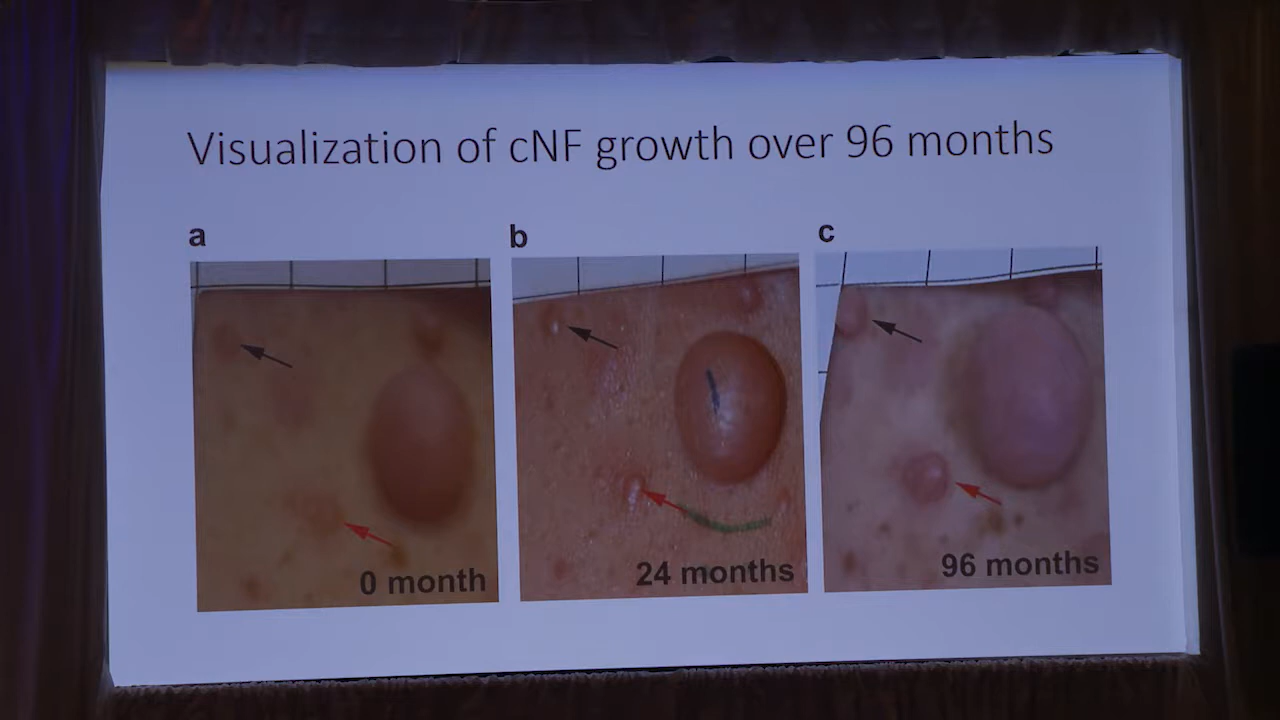 Visualization of cNF growth over 96 months
a
b
c
0 month
24 months
96 months